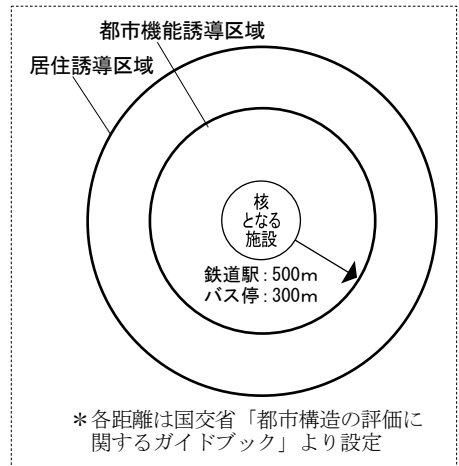 都市機能誘導区域
居住誘導区域
核
となる
施設
鉄道駅：500m
バス停：300m
＊各距離は国交省「都市構造の評価に
関するガイドブック」より設定